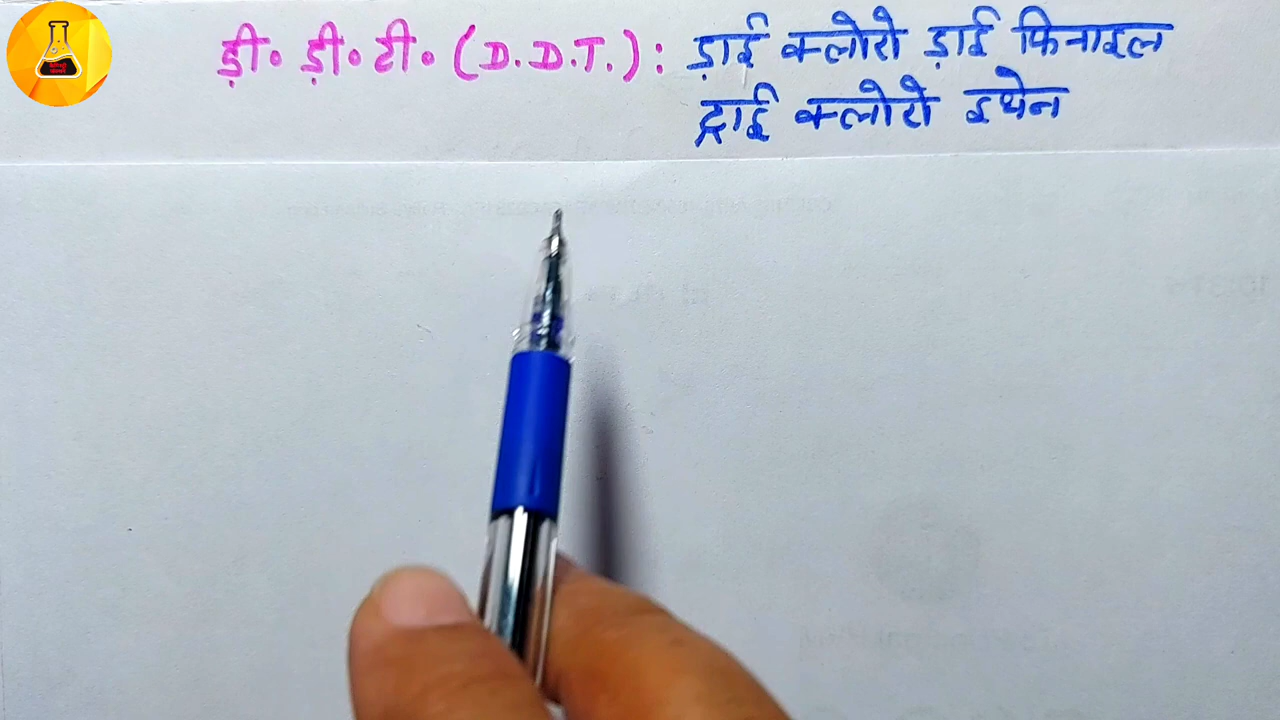 ड़ी॰ ड़ी॰ टी॰ (D.D.T.): ड़ाई क्लोरो ड़ाई फिनाइल
ट्राई क्लोरो इथेन